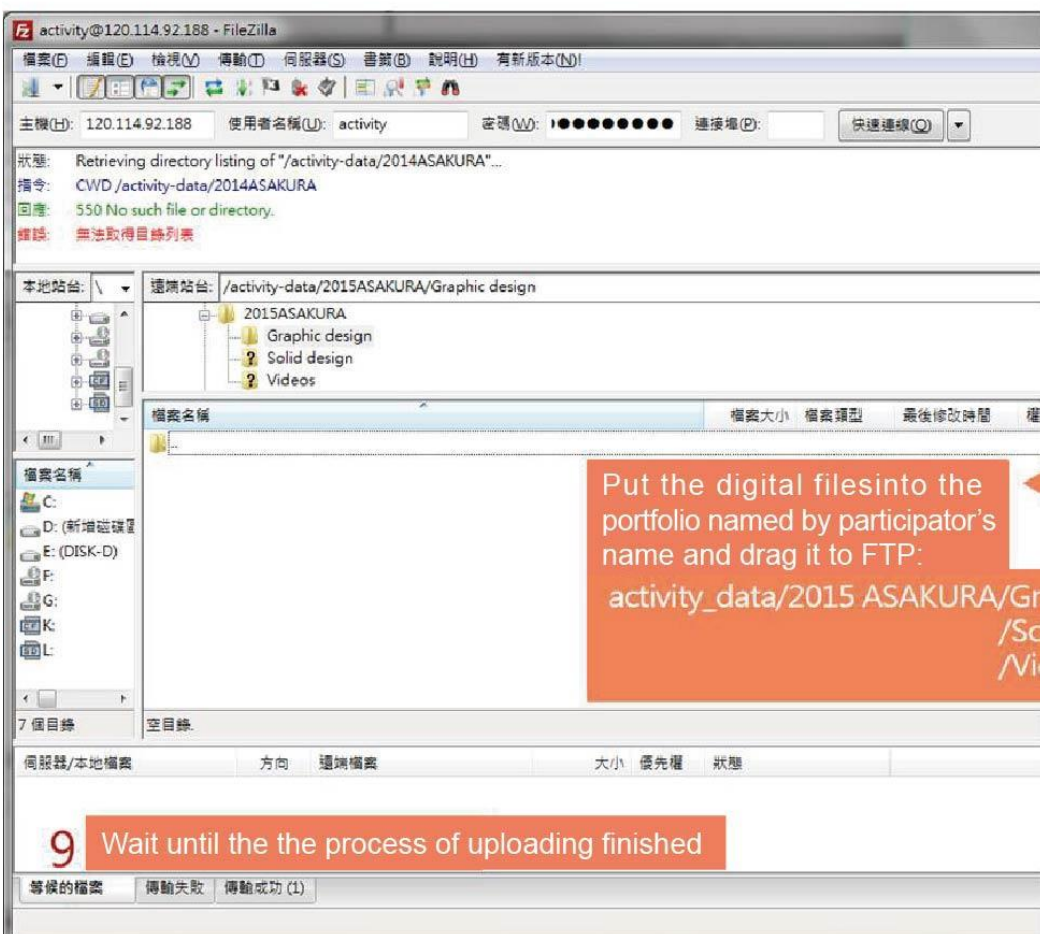 activity@120.114.92.188 - FileZilla
檔案(F) 編輯(E) 檢視(V) 傳輸(T) 伺服器(S) 書籤(B) 說明(H) 有新版本(N)!
主機(H): 120.114.92.188 使用者名稱(U): activity 密碼(W): ●●●●●●●●● 連接埠(P): 快速連線(Q)
狀態: Retrieving directory listing of "/activity-data/2014ASAKURA"...
指令: CWD /activity-data/2014ASAKURA
回應: 550 No such file or directory.
錯誤: 無法取得目錄列表
本地站台: \ 遠端站台: /activity-data/2015ASAKURA/Graphic design
2015ASAKURA
Graphic design
? Solid design
? Videos
檔案名稱 檔案大小 檔案類型 最後修改時間 權
..
檔案名稱
C:
D: (新增磁碟區
E: (DISK-D)
F:
G:
K:
L:
Put the digital filesinto the
portfolio named by participator's
name and drag it to FTP:
activity_data/2015 ASAKURA/Gr
/So
/Vi
7 個目錄 空目錄.
伺服器/本地檔案 方向 遠端檔案 大小 優先權 狀態
9 Wait until the the process of uploading finished
等候的檔案 傳輸失敗 傳輸成功 (1)